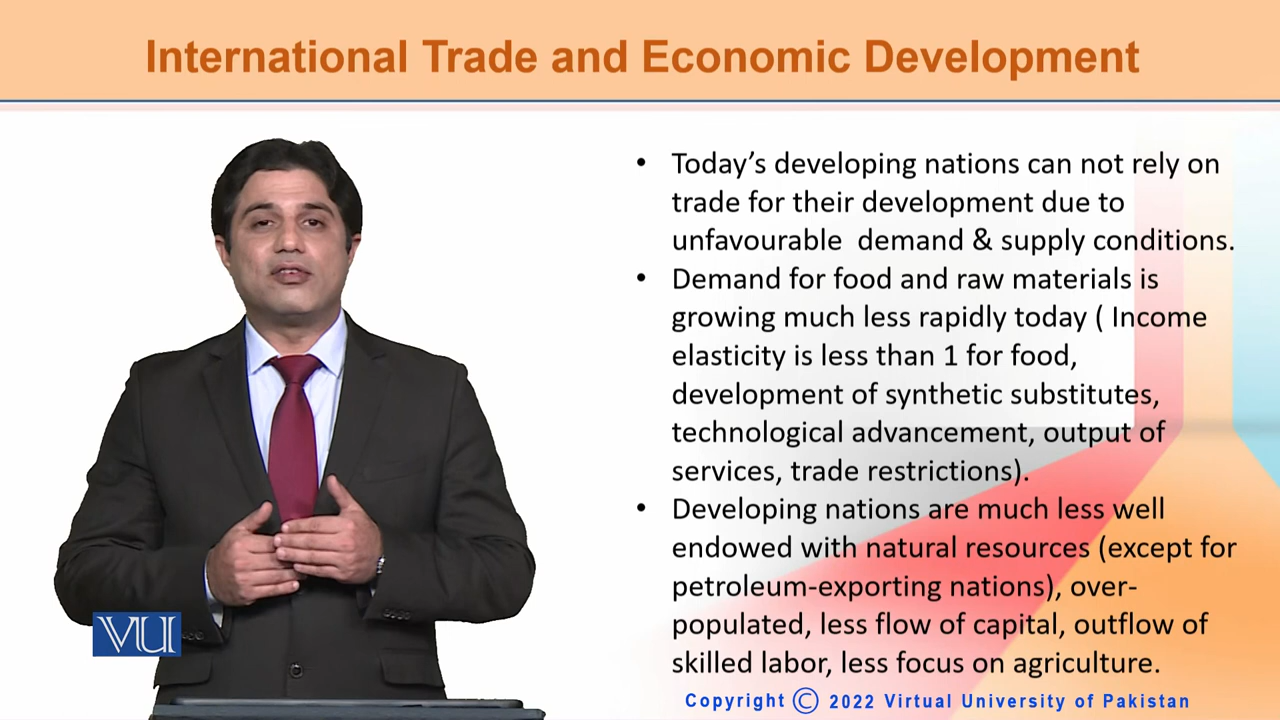 International Trade and Economic Development
• Today’s developing nations can not rely on
trade for their development due to
unfavourable  demand & supply conditions.
• Demand for food and raw materials is
growing much less rapidly today ( Income
elasticity is less than 1 for food,
development of synthetic substitutes,
technological advancement, output of
services, trade restrictions).
• Developing nations are much less well
endowed with natural resources (except for
petroleum-exporting nations), over-
populated, less flow of capital, outflow of
skilled labor, less focus on agriculture.
VU
Copyright © 2022 Virtual University of Pakistan